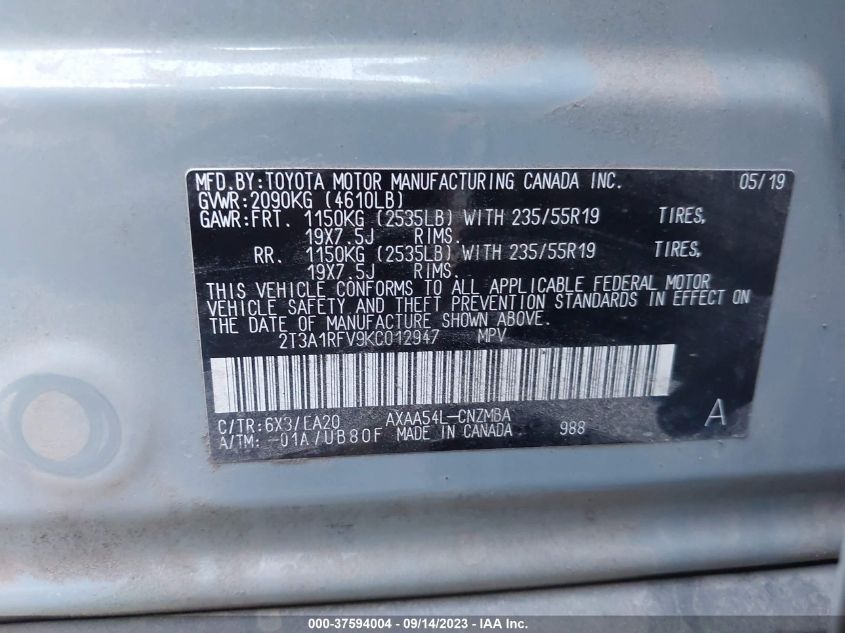 MFD.BY:TOYOTA MOTOR MANUFACTURING CANADA INC. 05/19
GVWR:2090KG (4610LB)
GAWR:FRT. 1150KG (2535LB) WITH 235/55R19 TIRES,
19X7.5J RIMS.
RR. 1150KG (2535LB) WITH 235/55R19 TIRES,
19X7.5J RIMS.
THIS VEHICLE CONFORMS TO ALL APPLICABLE FEDERAL MOTOR
VEHICLE SAFETY AND THEFT PREVENTION STANDARDS IN EFFECT ON
THE DATE OF MANUFACTURE SHOWN ABOVE.
2T3A1RFV9KC012947 MPV
C/TR:6X3/EA20 AXAA54L-CNZMBA A
A/TM:-01A/UB80F MADE IN CANADA 988
000-37594004 - 09/14/2023 - IAA Inc.